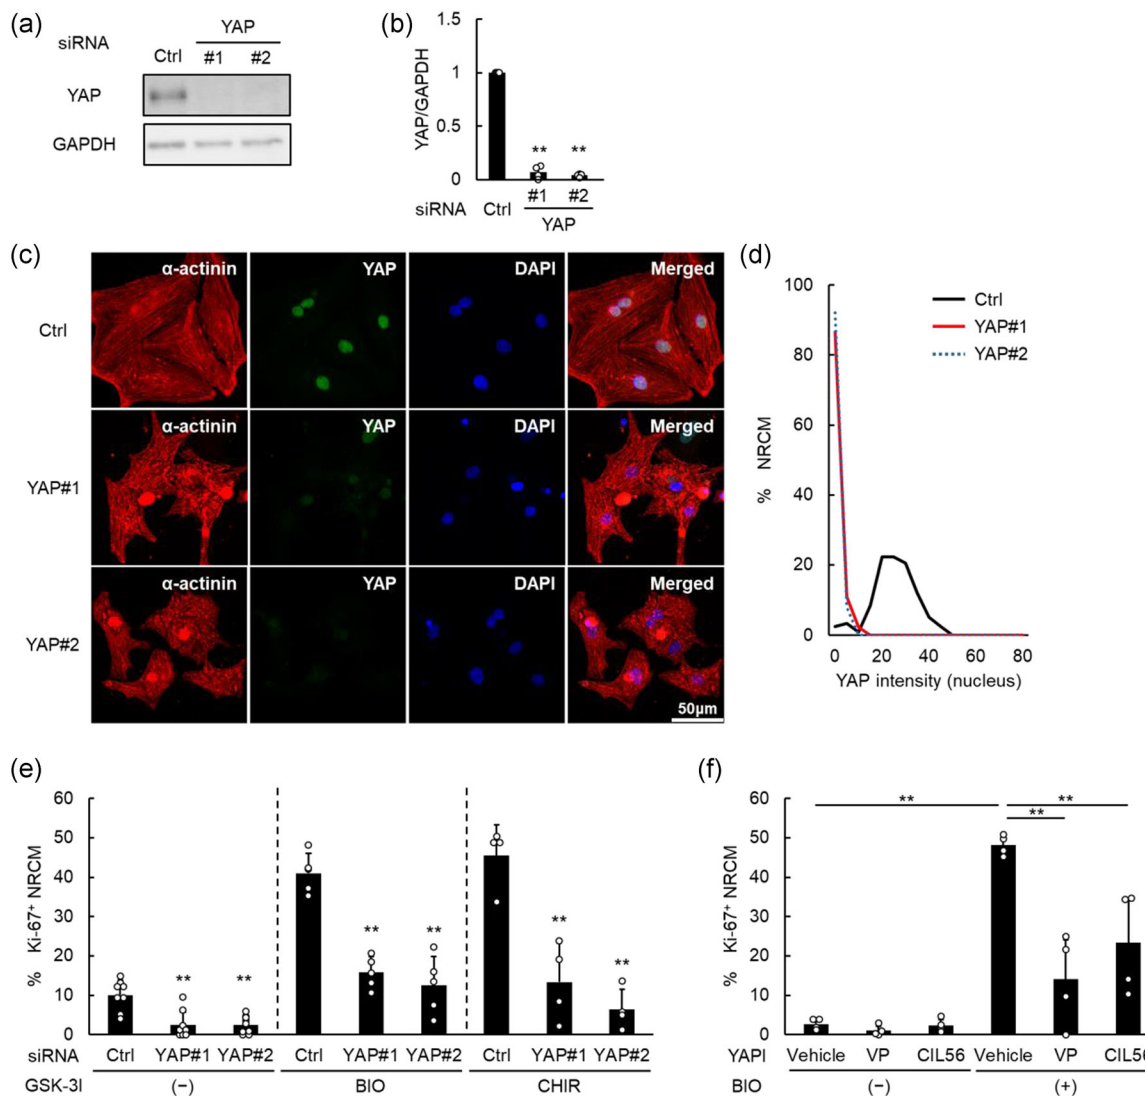 (a)
siRNA
YAP
Ctrl #1 #2
YAP
GAPDH
(b)
YAP/GAPDH
1.5
1
0.5
0
** **
siRNA Ctrl #1 #2
YAP
(c)
α-actinin YAP DAPI Merged
Ctrl
α-actinin YAP DAPI Merged
YAP#1
α-actinin YAP DAPI Merged
YAP#2
50μm
(d)
% NRCM
100
80
60
40
20
0
Ctrl
YAP#1
YAP#2
0 20 40 60 80
YAP intensity (nucleus)
(e)
% Ki-67⁺ NRCM
60
50
40
30
20
10
0
** ** ** ** ** **
siRNA Ctrl YAP#1 YAP#2 Ctrl YAP#1 YAP#2 Ctrl YAP#1 YAP#2
GSK-3I (−) BIO CHIR
(f)
% Ki-67⁺ NRCM
60
50
40
30
20
10
0
** ** **
YAPI Vehicle VP CIL56 Vehicle VP CIL56
BIO (−) (+)